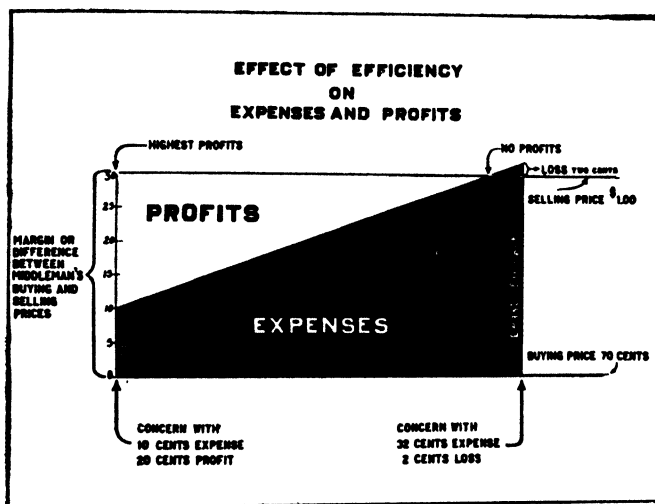 EFFECT OF EFFICIENCY
ON
EXPENSES AND PROFITS
HIGHEST PROFITS
NO PROFITS
LOSS TWO CENTS
SELLING PRICE $1.00
30
25
20
15
10
5
0
PROFITS
MARGIN OR
DIFFERENCE
BETWEEN
MIDDLEMAN'S
BUYING AND
SELLING
PRICES
EXPENSES
BUYING PRICE 70 CENTS
CONCERN WITH
10 CENTS EXPENSE
20 CENTS PROFIT
CONCERN WITH
32 CENTS EXPENSE
2 CENTS LOSS